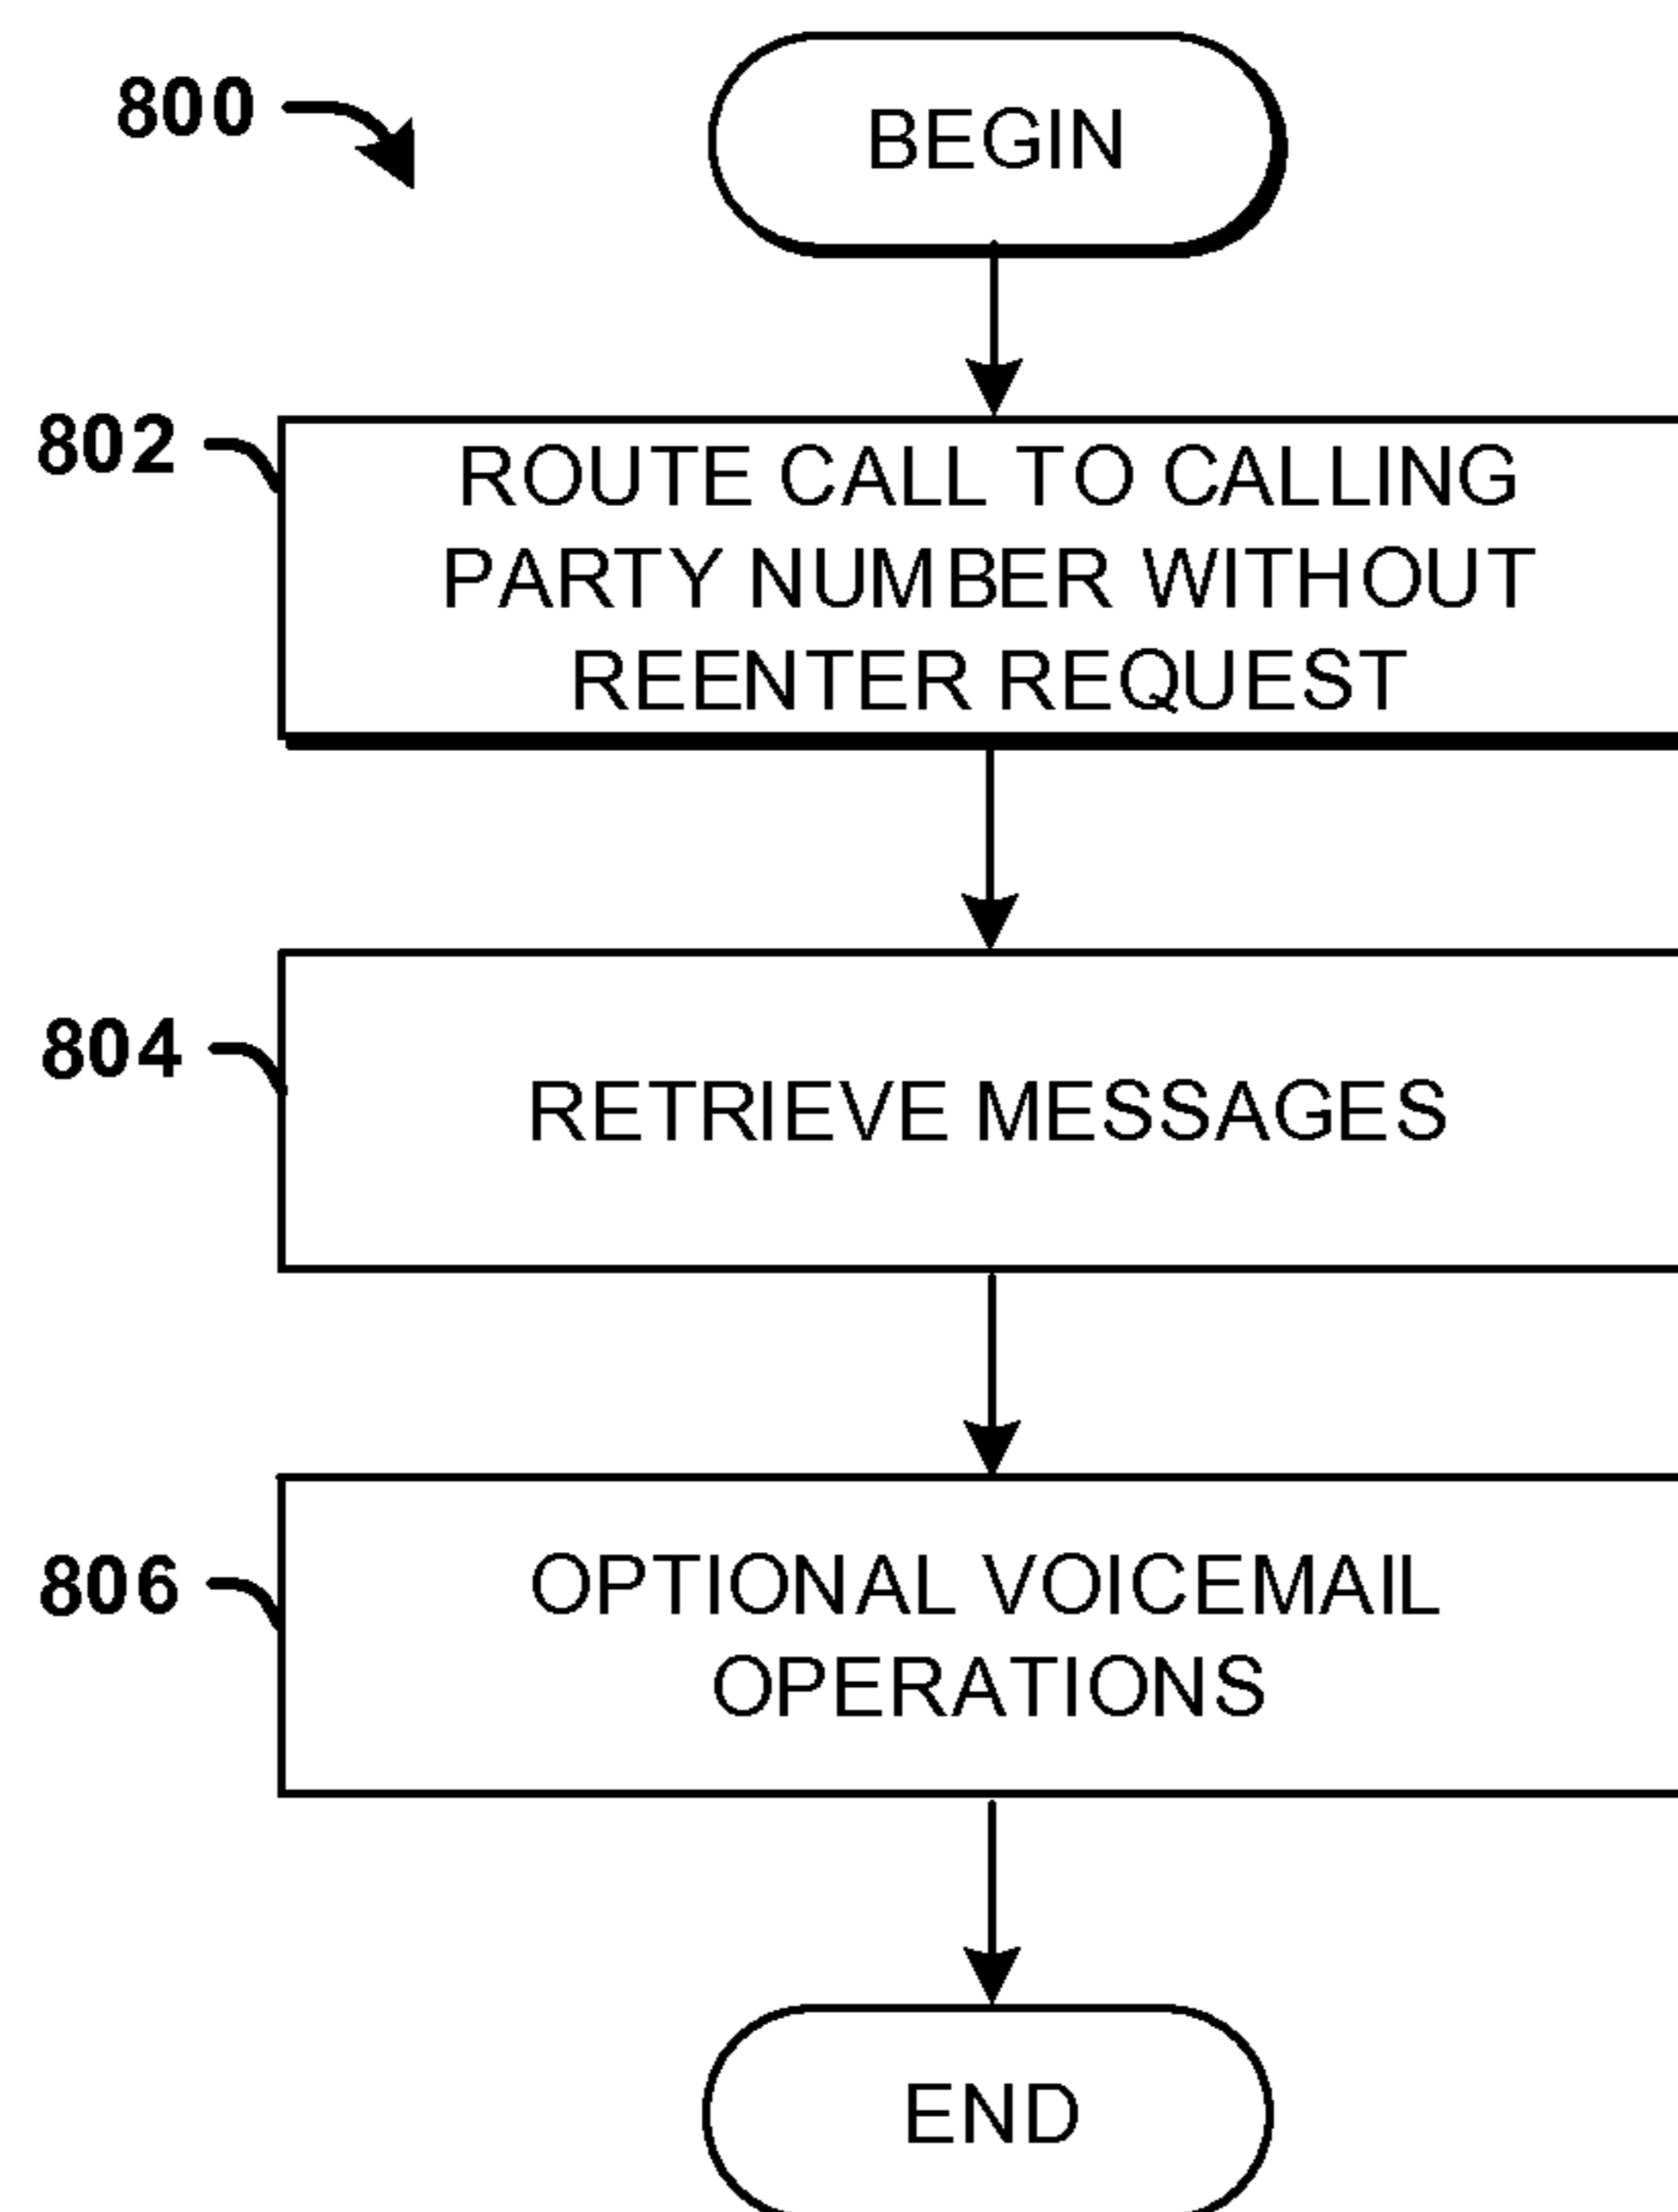 800
BEGIN
802
ROUTE CALL TO CALLING
PARTY NUMBER WITHOUT
REENTER REQUEST
804
RETRIEVE MESSAGES
806
OPTIONAL VOICEMAIL
OPERATIONS
END